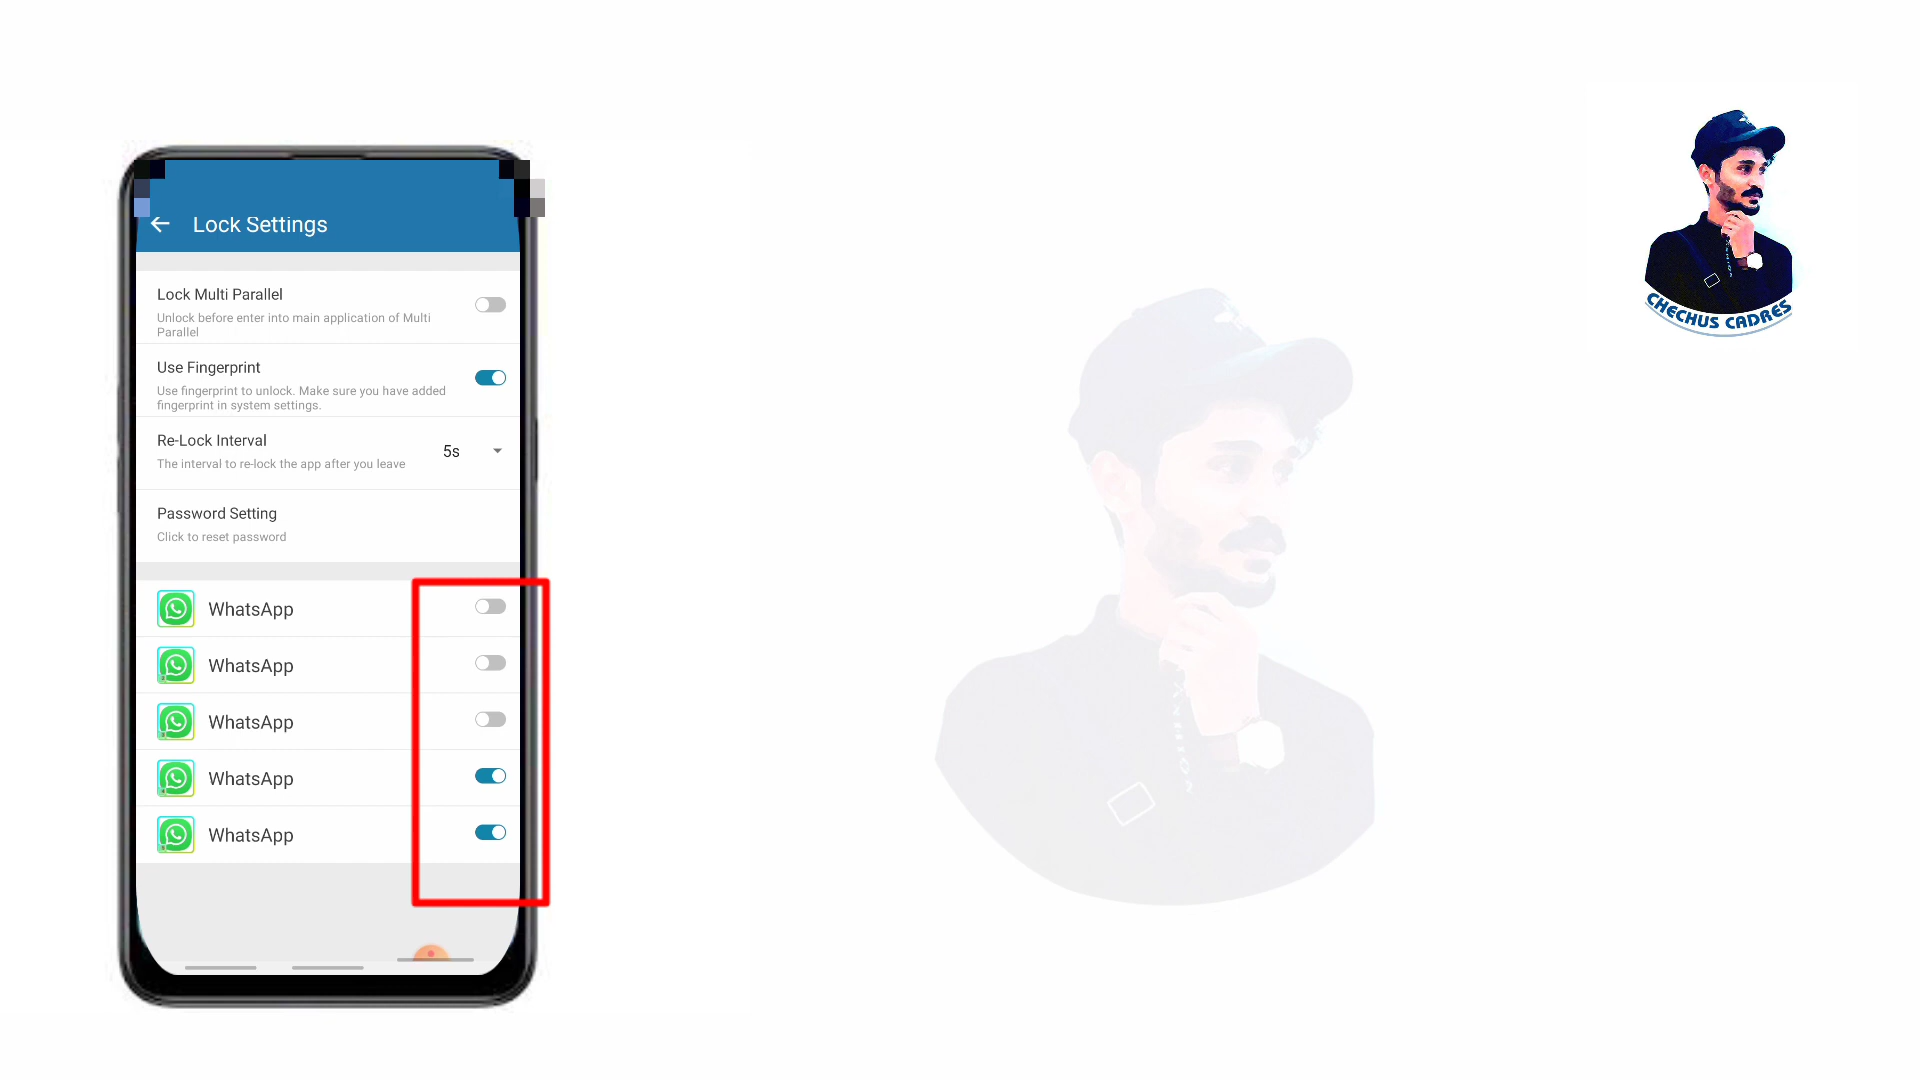 Lock Settings
Lock Multi Parallel
Unlock before enter into main application of Multi
Parallel
Use Fingerprint
Use fingerprint to unlock. Make sure you have added
fingerprint in system settings.
Re-Lock Interval
5s
The interval to re-lock the app after you leave
Password Setting
Click to reset password
WhatsApp
WhatsApp
WhatsApp
WhatsApp
WhatsApp
CHECHUS CADRES